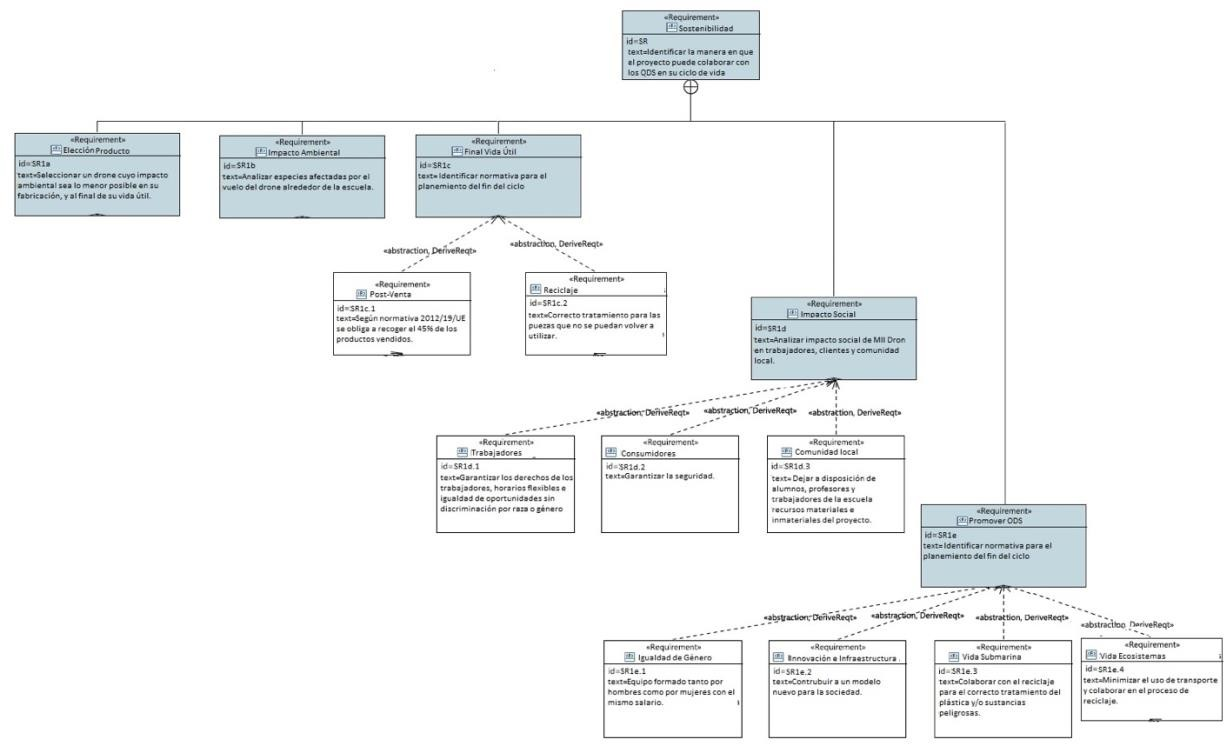 «Requirement»
Sostenibilidad
id=SR
text=Identificar la manera en que
el proyecto puede colaborar con
los ODS en su ciclo de vida
«Requirement»
Elección Producto
id=SR1a
text=Seleccionar un drone cuyo impacto
ambiental sea lo menor posible en su
fabricación, y al final de su vida útil.
«Requirement»
Impacto Ambiental
id=SR1b
text=Analizar especies afectadas por el
vuelo del drone alrededor de la escuela.
«Requirement»
Final Vida Útil
id=SR1c
text= Identificar normativa para el
planemiento del fin del ciclo
«abstraction, DeriveReqt»
«abstraction, DeriveReqt»
«Requirement»
Post-Venta
id=SR1c.1
text=Según normativa 2012/19/UE
se obliga a recoger el 45% de los
productos vendidos.
«Requirement»
Reciclaje
id=SR1c.2
text=Correcto tratamiento para las
puezas que no se puedan volver a
utilizar.
«Requirement»
Impacto Social
id=SR1d
text=Analizar impacto social de MII Dron
en trabajadores, clientes y comunidad
local.
«abstraction, DeriveReqt»
«abstraction, DeriveReqt»
«abstraction, DeriveReqt»
«Requirement»
Trabajadores
id=SR1d.1
text=Garantizar los derechos de los
trabajadores, horarios flexibles e
igualdad de oportunidades sin
discriminación por raza o género
«Requirement»
Consumidores
id=SR1d.2
text=Garantizar la seguridad.
«Requirement»
Comunidad local
id=SR1d.3
text= Dejar a disposición de
alumnos, profesores y
trabajadores de la escuela
recursos materiales e
inmateriales del proyecto.
«Requirement»
Promover ODS
id=SR1e
text= Identificar normativa para el
planemiento del fin del ciclo
«abstraction, DeriveReqt»
«abstraction, DeriveReqt»
«abstraction, DeriveReqt»
«abstraction, DeriveReqt»
«Requirement»
Igualdad de Género
id=SR1e.1
text=Equipo formado tanto por
hombres como por mujeres con el
mismo salario.
«Requirement»
IInnovación e Infraestructura
id=SR1e.2
text=Contrubuir a un modelo
nuevo para la sociedad.
«Requirement»
Vida Submarina
id=SR1e.3
text=Colaborar con el reciclaje
para el correcto tratamiento del
plástica y/o sustancias
peligrosas.
«Requirement»
Vida Ecosistemas
id=SR1e.4
text=Minimizar el uso de transporte
y colaborar en el proceso de
reciclaje.